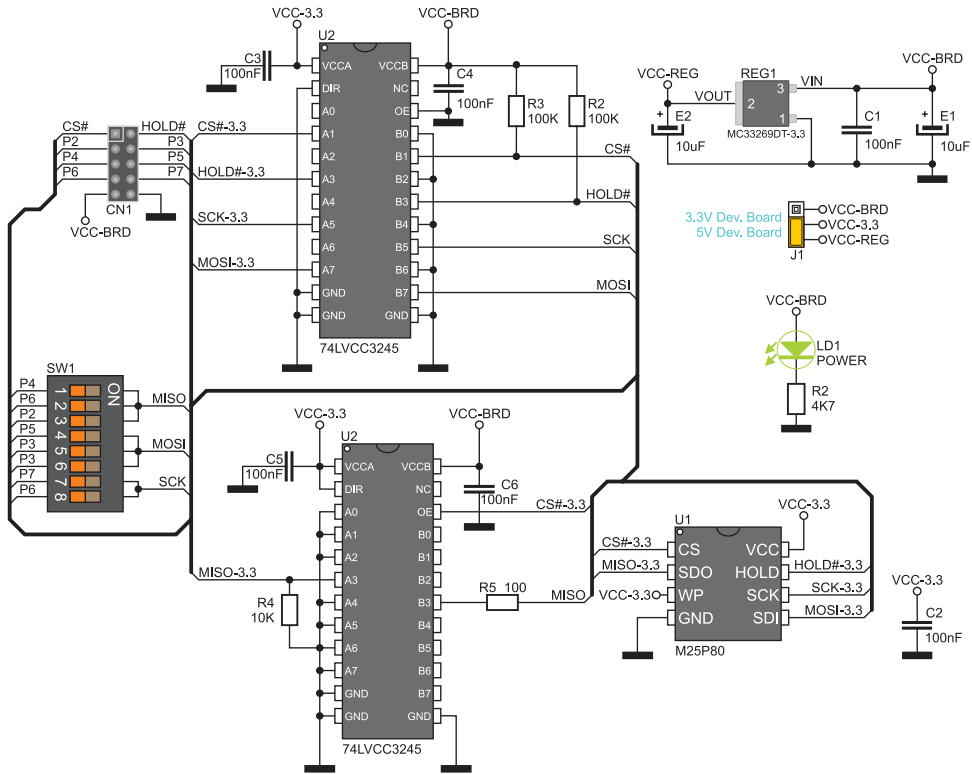 VCC-3.3
VCC-BRD
U2
C3
100nF
VCCA
DIR
A0
A1
A2
A3
A4
A5
A6
A7
GND
GND
VCCB
NC
OE
B0
B1
B2
B3
B4
B5
B6
B7
GND
74LVCC3245
C4
100nF
R3
100K
R2
100K
CS#
HOLD#
SCK
MOSI
CS#-3.3
HOLD#-3.3
SCK-3.3
MOSI-3.3
CS#
P2
P4
P6
HOLD#
P3
P5
P7
CN1
VCC-BRD
VCC-REG
REG1
VCC-BRD
VOUT
VIN
3
2
1
MC33269DT-3.3
+
E2
10uF
C1
100nF
+
E1
10uF
3.3V Dev. Board
5V Dev. Board
VCC-BRD
VCC-3.3
VCC-REG
J1
VCC-BRD
LD1
POWER
R2
4K7
SW1
P4
P6
P2
P5
P3
P3
P7
P6
1
2
3
4
5
6
7
8
ON
MISO
MOSI
SCK
VCC-3.3
VCC-BRD
U2
C5
100nF
VCCA
DIR
A0
A1
A2
A3
A4
A5
A6
A7
GND
GND
VCCB
NC
OE
B0
B1
B2
B3
B4
B5
B6
B7
GND
74LVCC3245
C6
100nF
CS#-3.3
MISO-3.3
R4
10K
R5 100
MISO
U1
VCC-3.3
CS#-3.3
MISO-3.3
VCC-3.3
CS
SDO
WP
GND
VCC
HOLD
SCK
SDI
HOLD#-3.3
SCK-3.3
MOSI-3.3
M25P80
VCC-3.3
C2
100nF